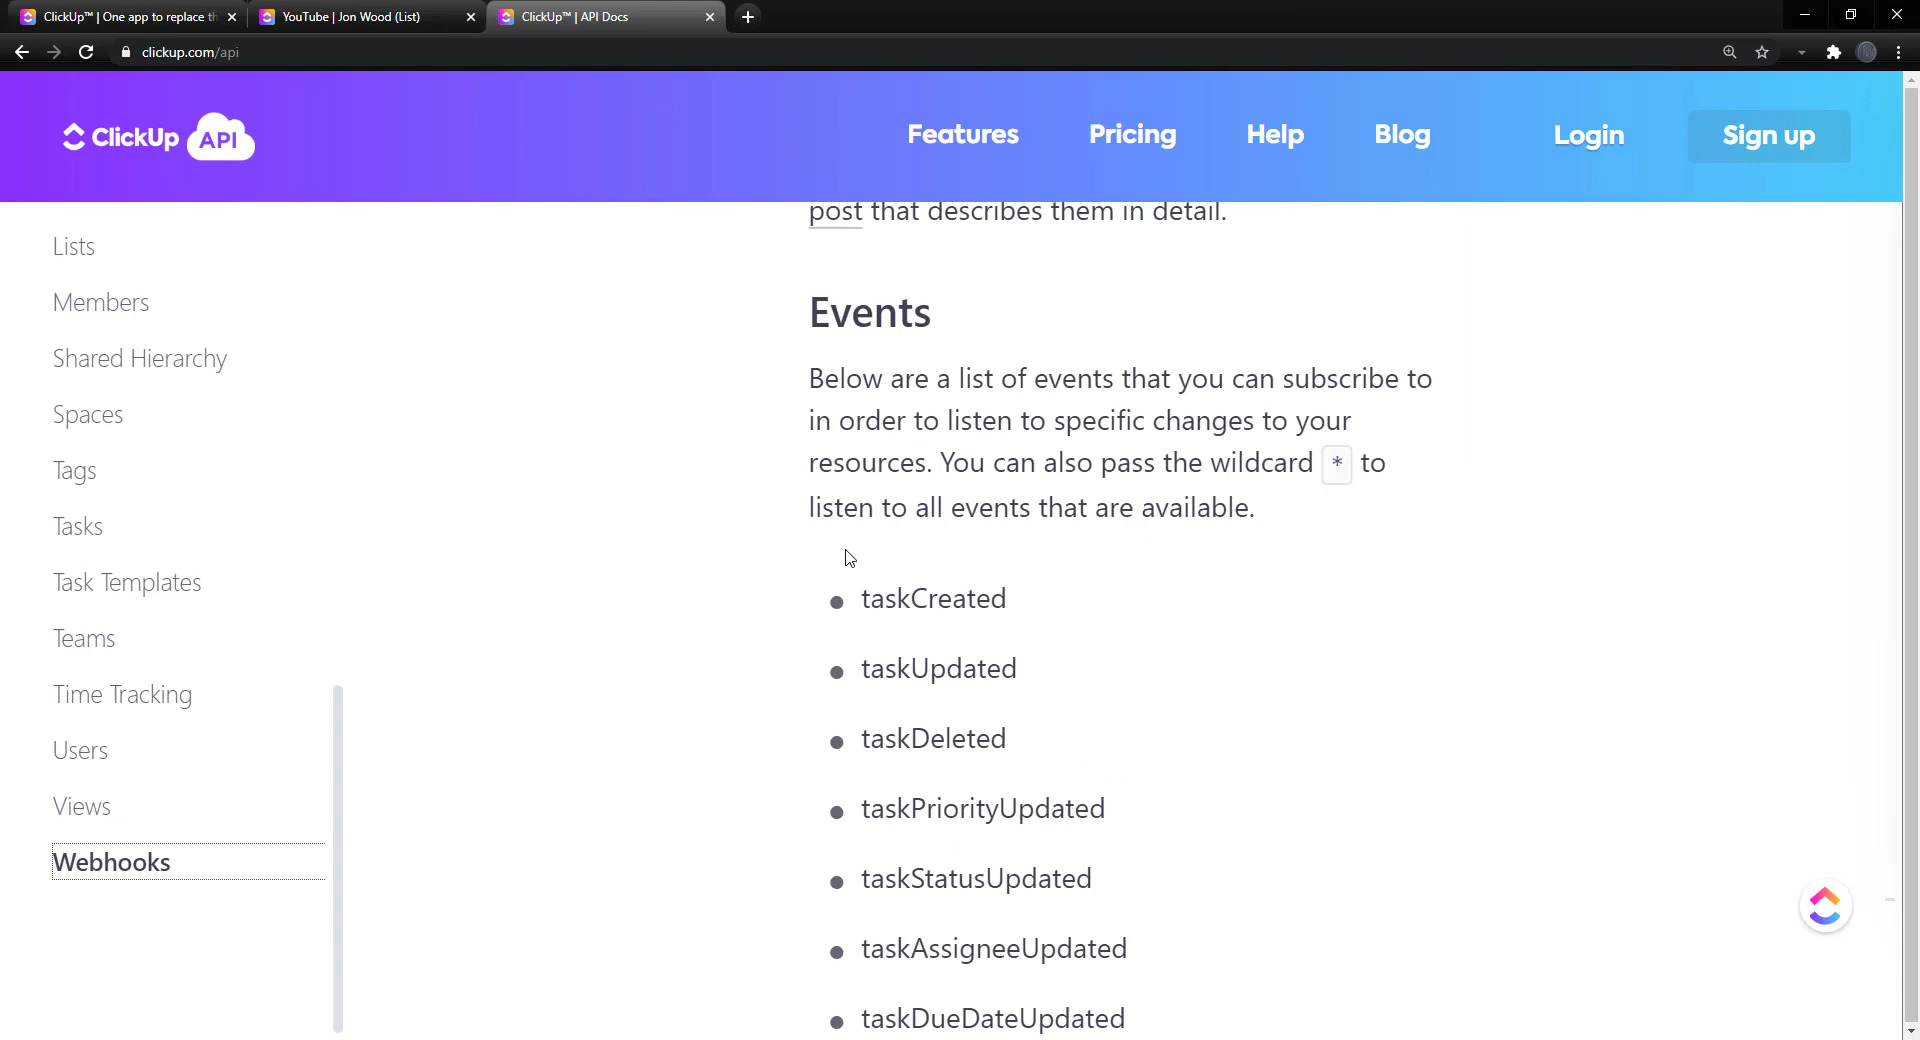 ClickUp™ | One app to replace th
YouTube | Jon Wood (List)
ClickUp™ | API Docs
clickup.com/api
ClickUp API
Features
Pricing
Help
Blog
Login
Sign up
Lists
Members
Shared Hierarchy
Spaces
Tags
Tasks
Task Templates
Teams
Time Tracking
Users
Views
Webhooks
post that describes them in detail.
Events
Below are a list of events that you can subscribe to
in order to listen to specific changes to your
resources. You can also pass the wildcard * to
listen to all events that are available.
taskCreated
taskUpdated
taskDeleted
taskPriorityUpdated
taskStatusUpdated
taskAssigneeUpdated
taskDueDateUpdated